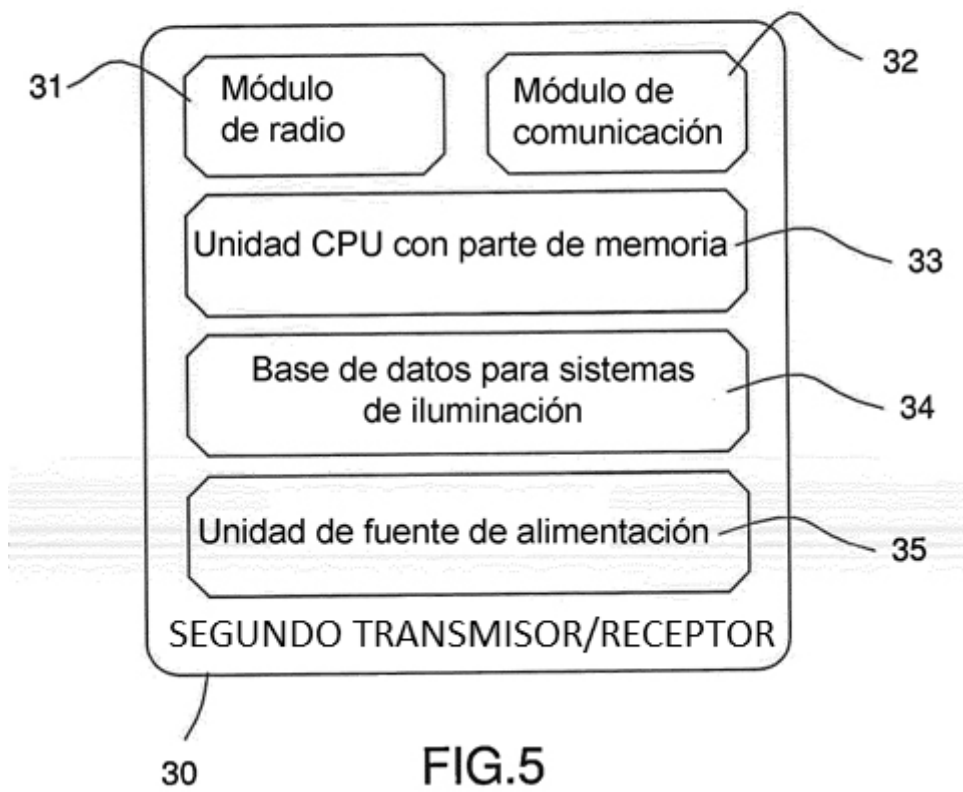 31
Módulo
de radio
Módulo de
comunicación
32
Unidad CPU con parte de memoria
33
Base de datos para sistemas
de iluminación
34
Unidad de fuente de alimentación
35
SEGUNDO TRANSMISOR/RECEPTOR
30
FIG.5